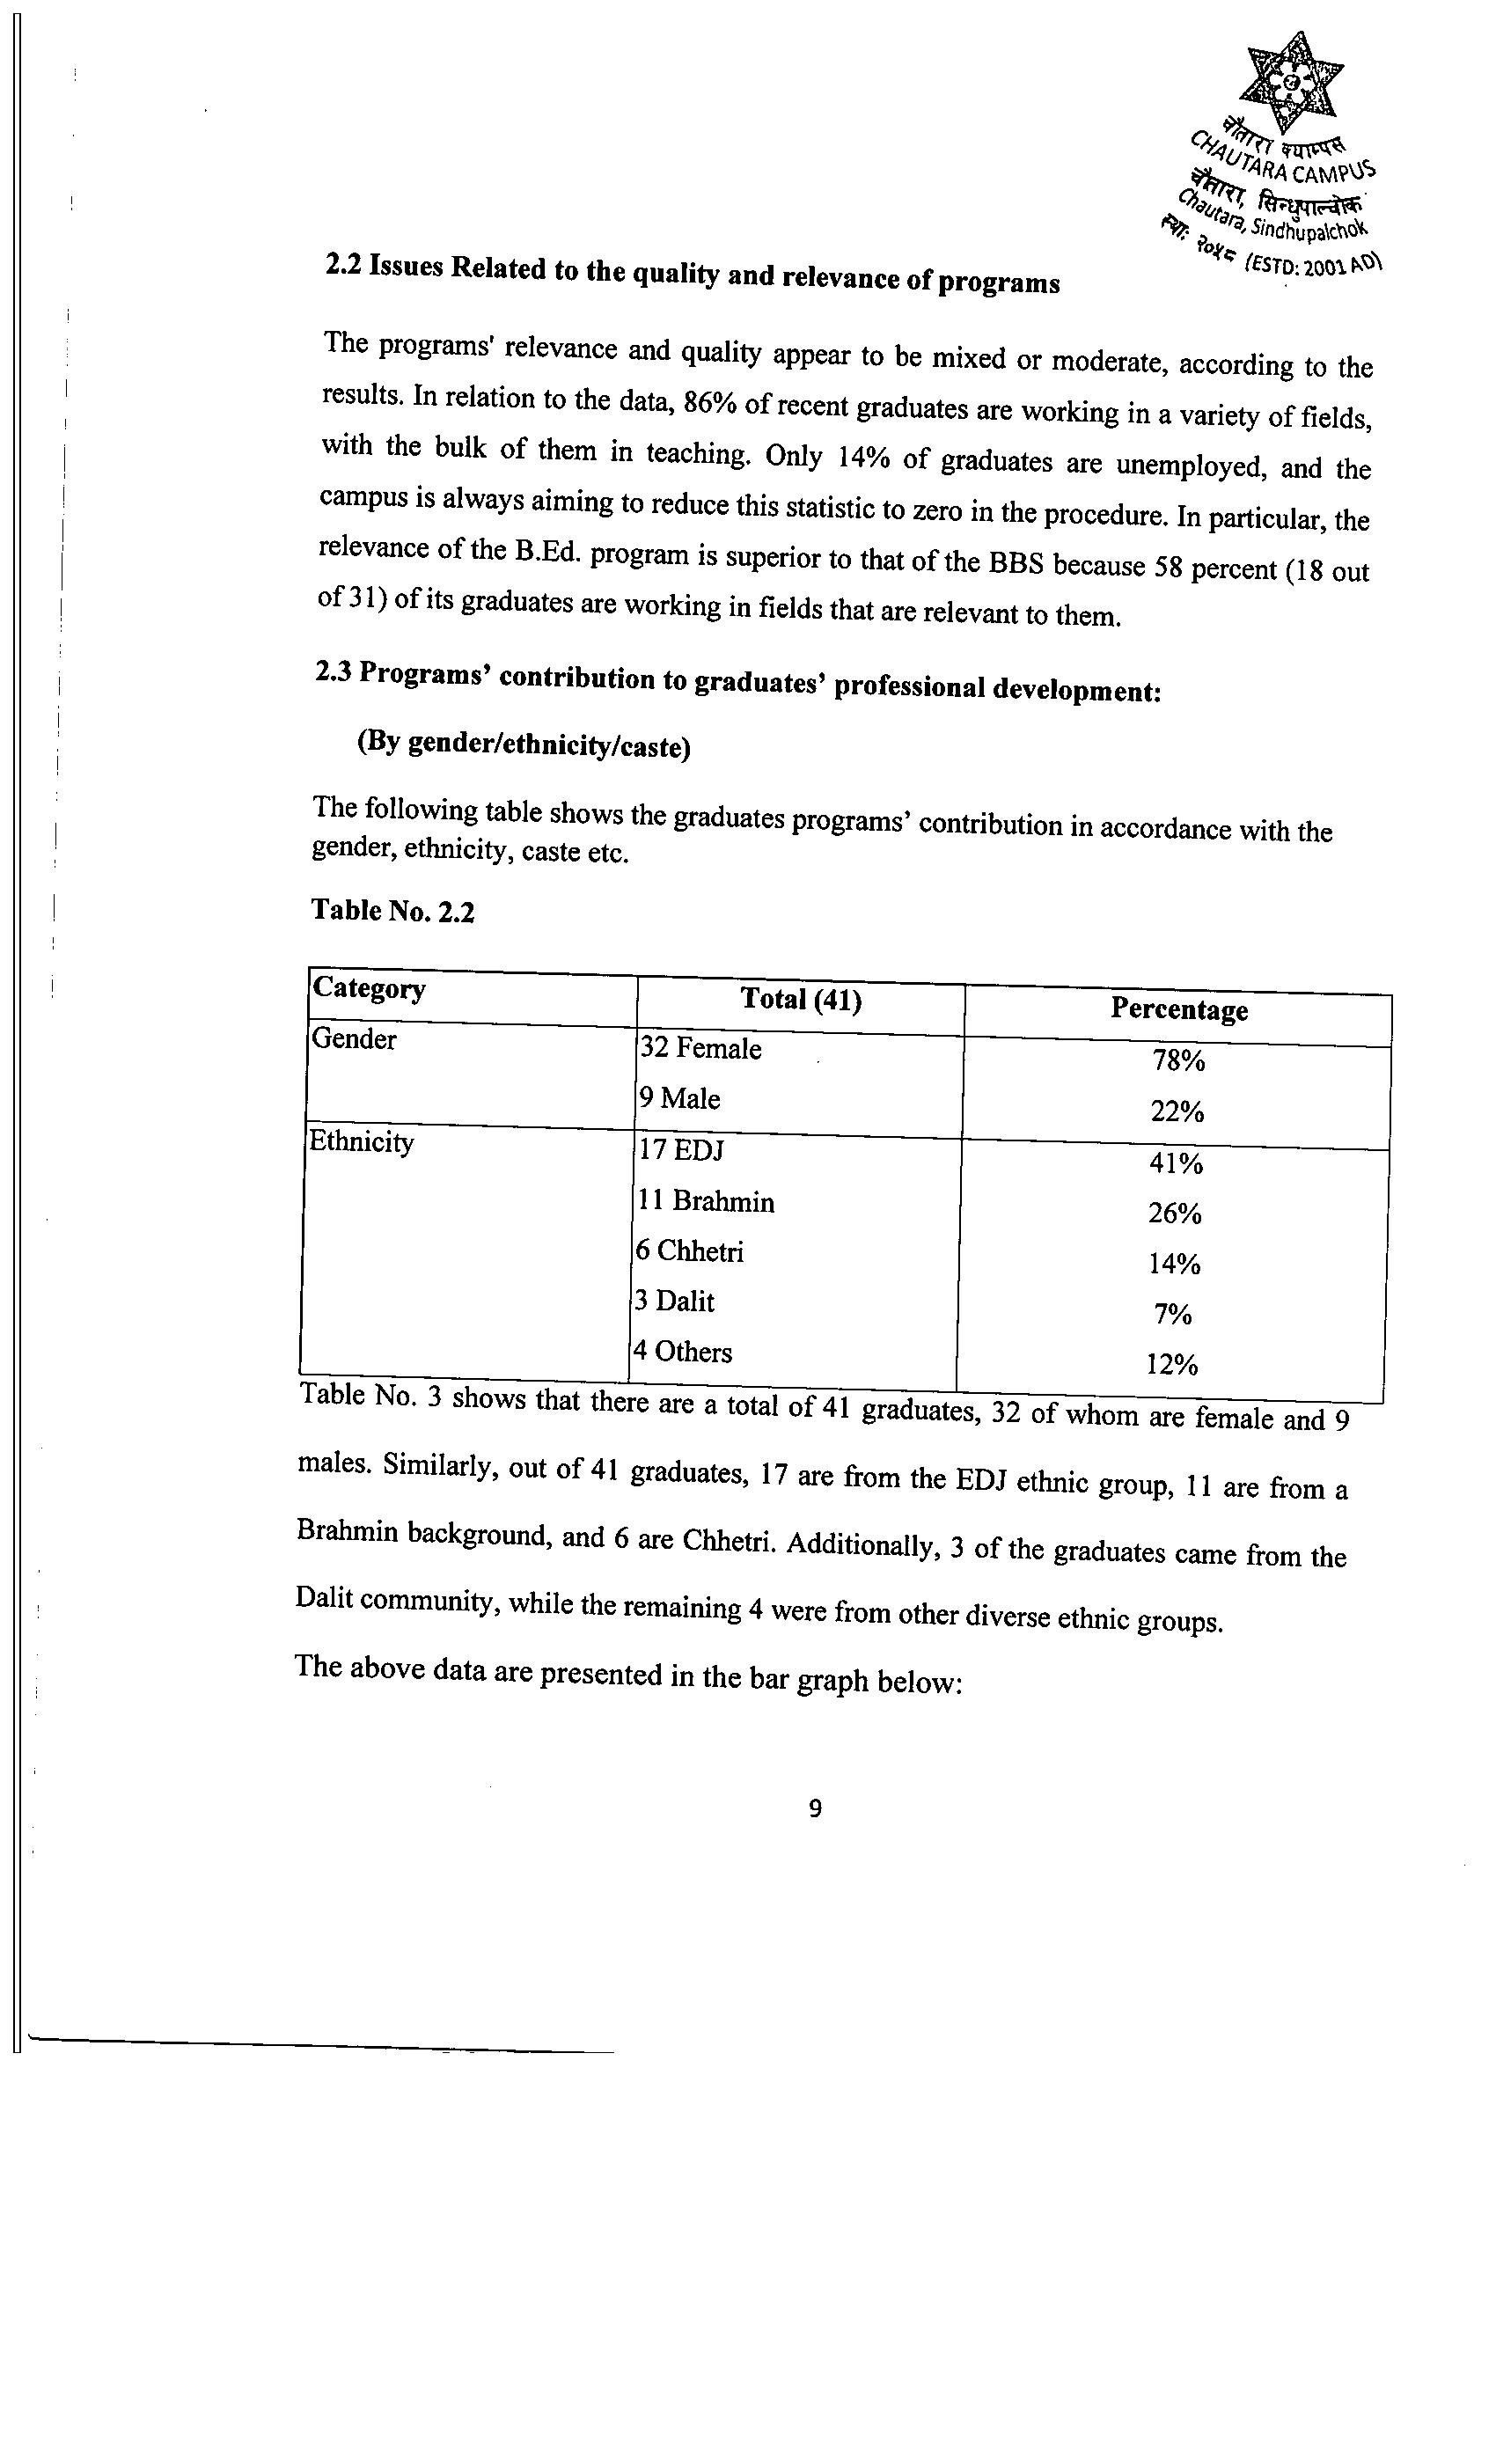 चौतारा क्याम्पस
CHAUTARA CAMPUS
चौतारा, सिन्धुपाल्चोक
Chautara, Sindhupalchok
स्था: २०५८ (ESTD: 2001 AD)
2.2 Issues Related to the quality and relevance of programs
The programs' relevance and quality appear to be mixed or moderate, according to the
results. In relation to the data, 86% of recent graduates are working in a variety of fields,
with the bulk of them in teaching. Only 14% of graduates are unemployed, and the
campus is always aiming to reduce this statistic to zero in the procedure. In particular, the
relevance of the B.Ed. program is superior to that of the BBS because 58 percent (18 out
of 31) of its graduates are working in fields that are relevant to them.
2.3 Programs’ contribution to graduates’ professional development:
(By gender/ethnicity/caste)
The following table shows the graduates programs’ contribution in accordance with the
gender, ethnicity, caste etc.
Table No. 2.2
Category Total (41) Percentage
Gender 32 Female 78%
9 Male 22%
Ethnicity 17 EDJ 41%
11 Brahmin 26%
6 Chhetri 14%
3 Dalit 7%
4 Others 12%
Table No. 3 shows that there are a total of 41 graduates, 32 of whom are female and 9
males. Similarly, out of 41 graduates, 17 are from the EDJ ethnic group, 11 are from a
Brahmin background, and 6 are Chhetri. Additionally, 3 of the graduates came from the
Dalit community, while the remaining 4 were from other diverse ethnic groups.
The above data are presented in the bar graph below:
9